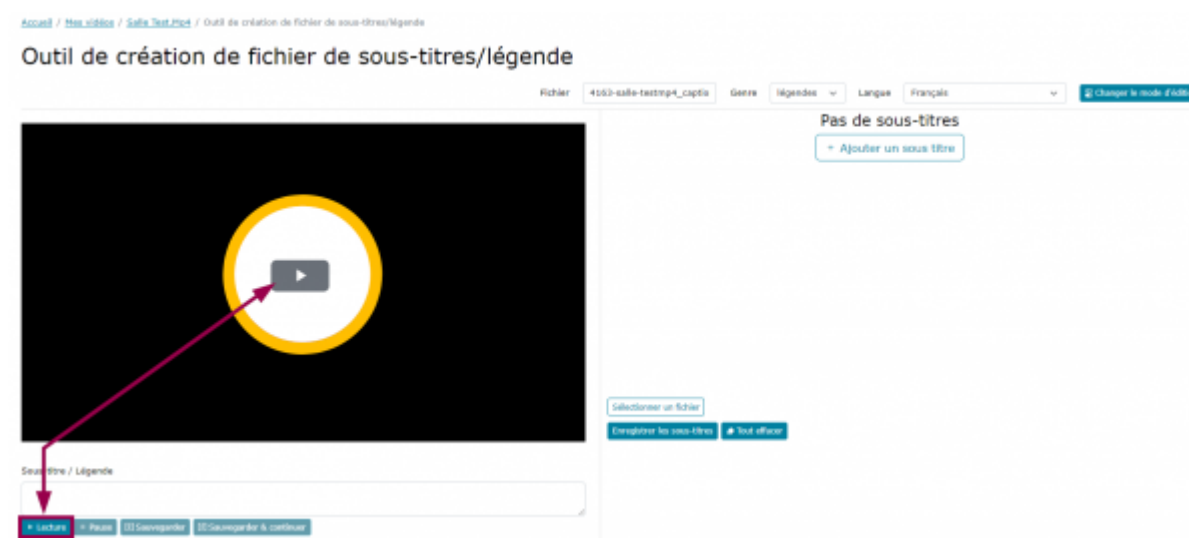 Accueil / Mes vidéos / Salle Test.Mp4 / Outil de création de fichier de sous-titres/légende
Outil de création de fichier de sous-titres/légende
Fichier 4163-salle-testmp4_captio Genre légendes Langue Français Changer le mode d'éditi
Pas de sous-titres
+ Ajouter un sous titre
Sélectionner un fichier
Enregistrer les sous-titres Tout effacer
Sous-titre / Légende
Lecture Pause Sauvegarder Sauvegarder & continuer